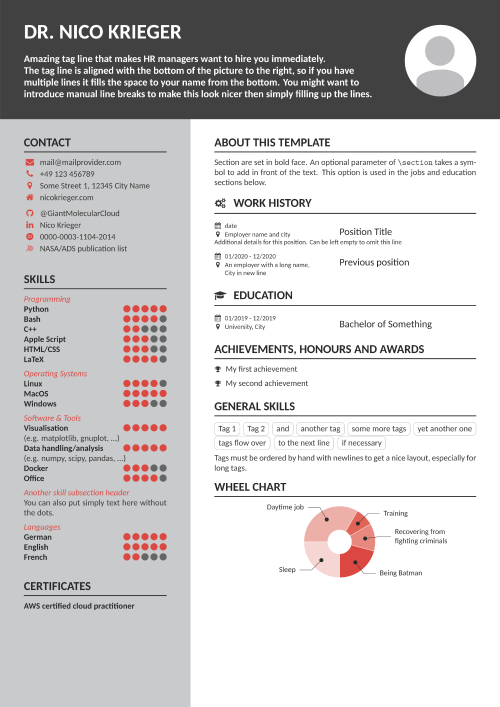 DR. NICO KRIEGER
Amazing tag line that makes HR managers want to hire you immediately.
The tag line is aligned with the bottom of the picture to the right, so if you have
multiple lines it fills the space to your name from the bottom. You might want to
introduce manual line breaks to make this look nicer then simply filling up the lines.
CONTACT
mail@mailprovider.com
+49 123 456789
Some Street 1, 12345 City Name
nicokrieger.com
@GiantMolecularCloud
Nico Krieger
0000-0003-1104-2014
NASA/ADS publication list
SKILLS
Programming
Python
Bash
C++
Apple Script
HTML/CSS
LaTeX
Operating Systems
Linux
MacOS
Windows
Software & Tools
Visualisation
(e.g. matplotlib, gnuplot, ...)
Data handling/analysis
(e.g. numpy, scipy, pandas, ...)
Docker
Office
Another skill subsection header
You can also put simply text here without
the dots.
Languages
German
English
French
CERTIFICATES
AWS certified cloud practitioner
ABOUT THIS TEMPLATE
Section are set in bold face. An optional parameter of \section takes a sym-
bol to add in front of the text. This option is used in the jobs and education
sections below.
WORK HISTORY
date
Employer name and city
Position Title
Additional details for this position. Can be left empty to omit this line
01/2020 - 12/2020
An employer with a long name,
City in new line
Previous position
EDUCATION
01/2019 - 12/2019
University, City
Bachelor of Something
ACHIEVEMENTS, HONOURS AND AWARDS
My first achievement
My second achievement
GENERAL SKILLS
Tag 1 Tag 2 and another tag some more tags yet another one
tags flow over to the next line if necessary
Tags must be ordered by hand with newlines to get a nice layout, especially for
long tags.
WHEEL CHART
Daytime job
Training
Recovering from
fighting criminals
Sleep
Being Batman